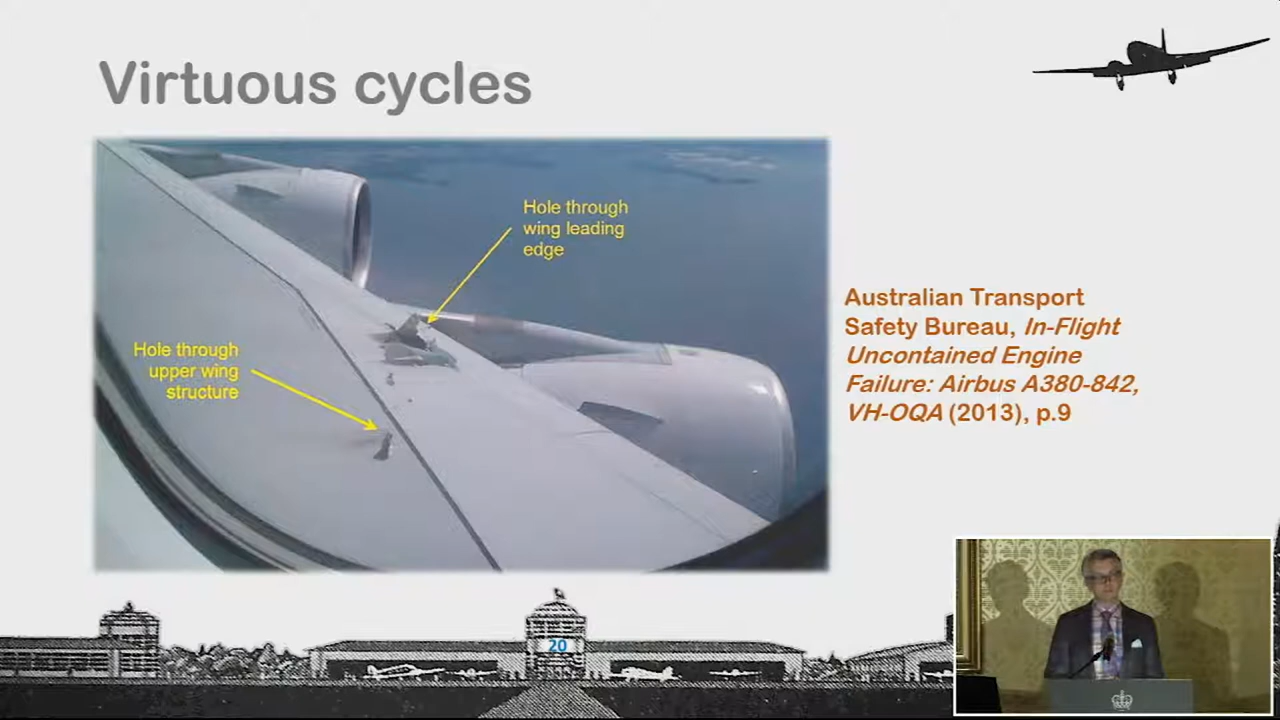 Virtuous cycles
Hole through
wing leading
edge
Hole through
upper wing
structure
Australian Transport
Safety Bureau, In-Flight
Uncontained Engine
Failure: Airbus A380-842,
VH-OQA (2013), p.9
20